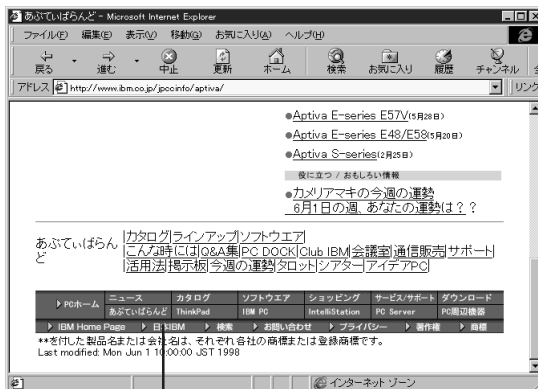 あぶていばらんど - Microsoft Internet Explorer
ファイル(F) 編集(E) 表示(V) 移動(G) お気に入り(A) ヘルプ(H)
戻る 進む 中止 更新 ホーム 検索 お気に入り 履歴 チャンネル 全
アドレス http://www.ibm.co.jp/jpccinfo/aptiva/ リンク
●Aptiva E-series E57V(5月28日)
●Aptiva E-series E48/E58(5月20日)
●Aptiva S-series(2月25日)
役に立つ / おもしろい情報
●カメリアマキの今週の運勢
6月1日の週、あなたの運勢は？？
あぶていばらんど
|カタログ|ラインアップ|ソフトウエア|
|こんな時には|Q&A集|PC DOCK|Club IBM|会議室|通信販売|サポート|
|活用法|掲示板|今週の運勢|タロット|シアター|アイデアPC|
PCホーム ニュース カタログ ソフトウエア ショッピング サービス/サポート ダウンロード
あぶていばらんど ThinkPad IBM PC IntelliStation PC Server PC周辺機器
IBM Home Page 日本IBM 検索 お問い合わせ プライバシー 著作権 商標
**を付した製品名または会社名は、それぞれ各社の商標または登録商標です。
Last modified: Mon Jun 1 10:00:00 JST 1998
インターネット ゾーン